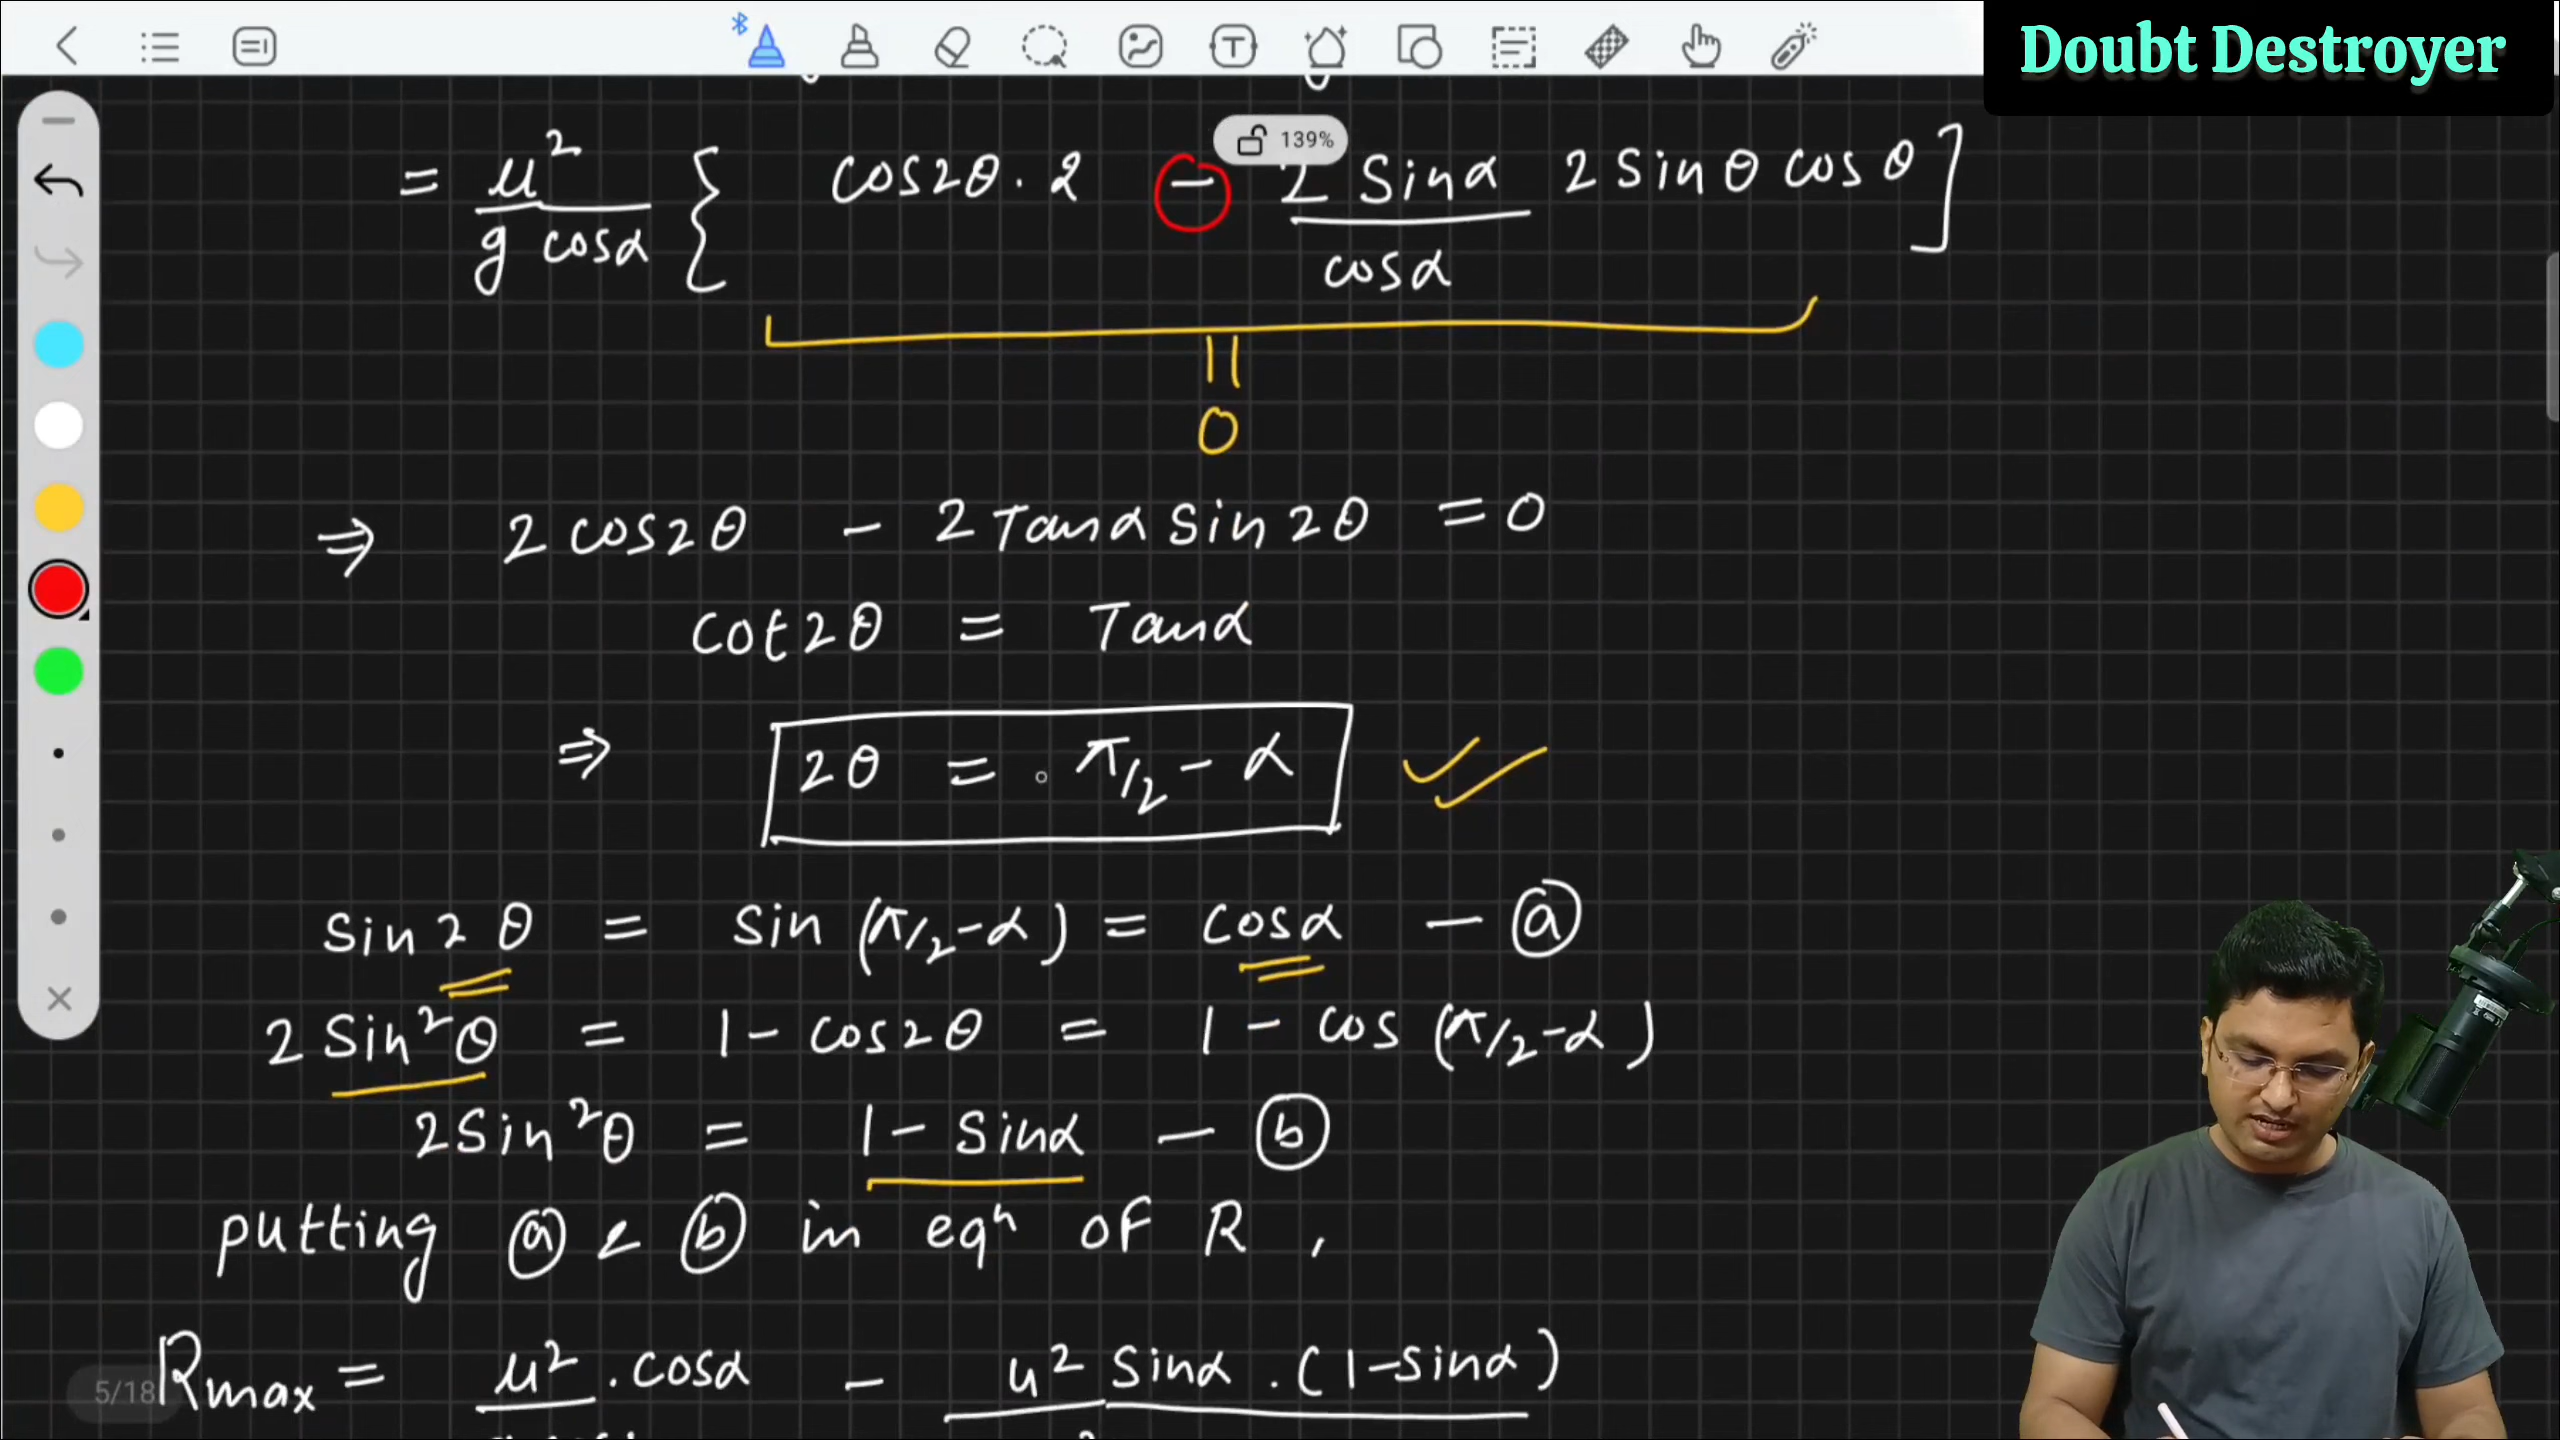 Doubt Destroyer
139%
= u² / g cosα { cos2θ.2 - 2 sinα / cosα 2 sinθ cosθ ]
= 0
⇒ 2 cos2θ - 2 Tanα sin2θ = 0
cot2θ = Tanα
⇒ 2θ = π/2 - α
sin2θ = sin (π/2 - α) = cosα - (a)
2 sin²θ = 1 - cos2θ = 1 - cos (π/2 - α)
2 sin²θ = 1 - sinα - (b)
putting (a) & (b) in eqⁿ of R ,
Rmax = u² . cosα - u² sinα . (1 - sinα)
5/18